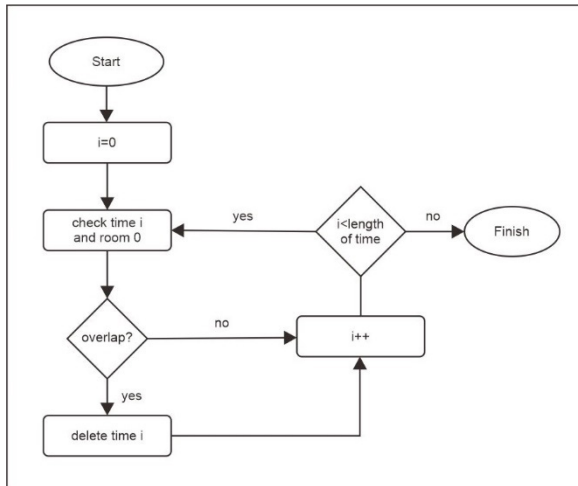 Start
i=0
check time i
and room 0
yes
i<length
of time
no
Finish
overlap?
no
i++
yes
delete time i